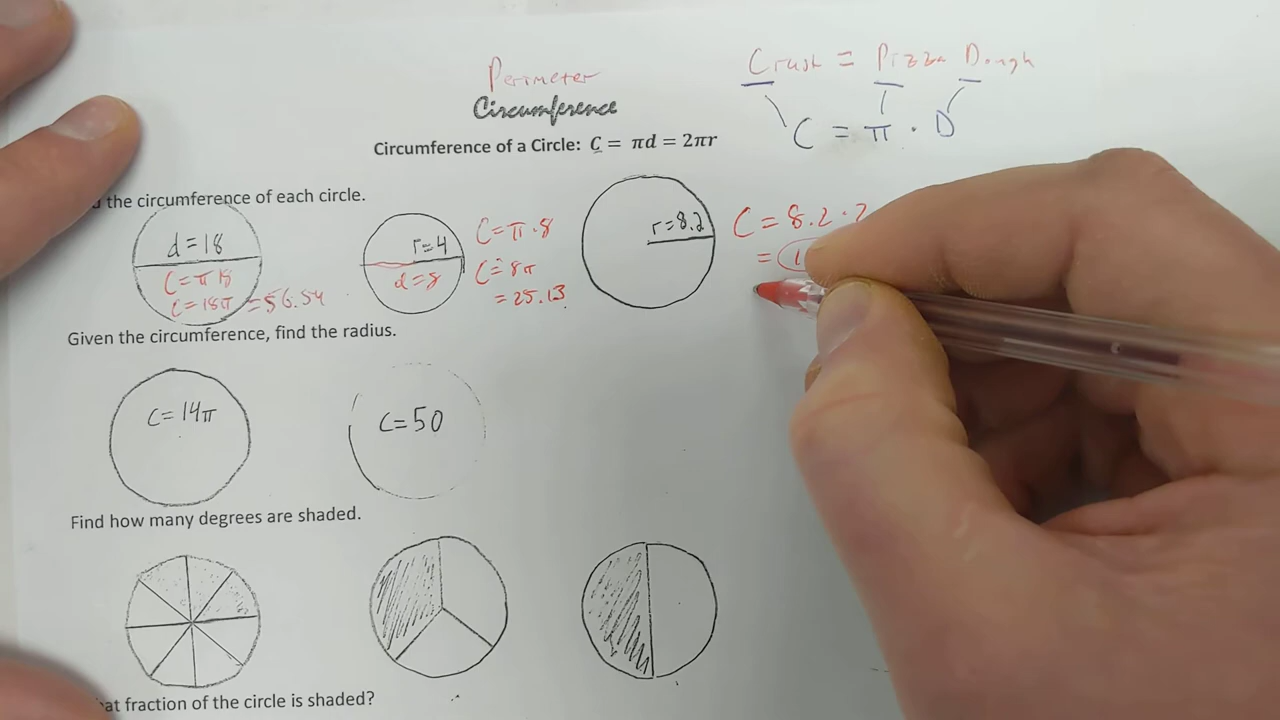 Perimeter
Circumference
Crust = Pizza Dough
C = π · D
Circumference of a Circle: C = πd = 2πr
the circumference of each circle.
d=18
C=π18
C=18π =56.54
r=4
d=8
C=π·8
C=8π
=25.13
r=8.2
C=8.2·2
=
Given the circumference, find the radius.
C=14π
C=50
Find how many degrees are shaded.
fraction of the circle is shaded?